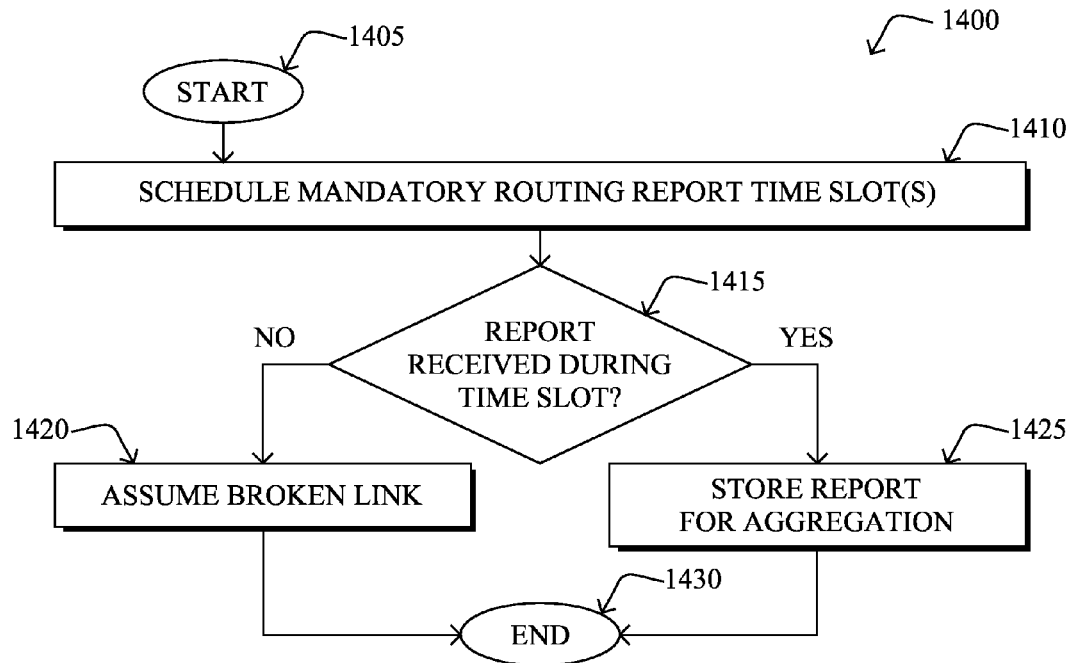 1400
1405
START
1410
SCHEDULE MANDATORY ROUTING REPORT TIME SLOT(S)
1415
REPORT
RECEIVED DURING
TIME SLOT?
NO
YES
1420
ASSUME BROKEN LINK
1425
STORE REPORT
FOR AGGREGATION
1430
END